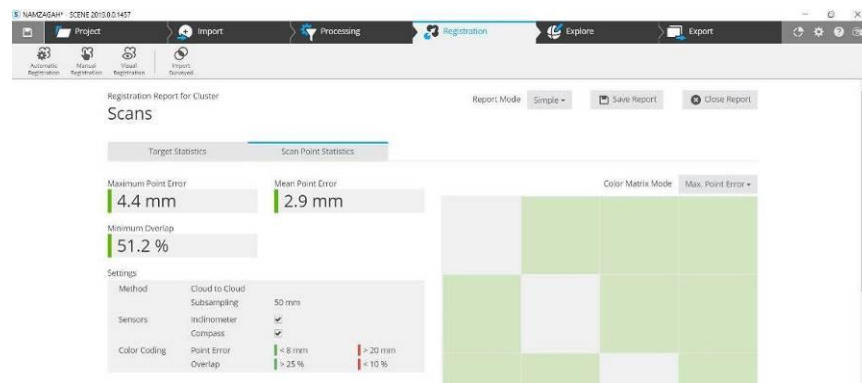 NAMZAGAH* - SCENE 2019.0.0.1457
Project
Import
Processing
Registration
Explore
Export
Automatic Registration
Manual Registration
Visual Registration
Import Surveyed
Registration Report for Cluster
Scans
Report Mode
Simple
Save Report
Close Report
Target Statistics
Scan Point Statistics
Maximum Point Error
4.4 mm
Mean Point Error
2.9 mm
Color Matrix Mode
Max. Point Error
Minimum Overlap
51.2 %
Settings
Method Cloud to Cloud
Subsampling 50 mm
Sensors Inclinometer
Compass
Color Coding Point Error < 8 mm > 20 mm
Overlap > 25 % < 10 %